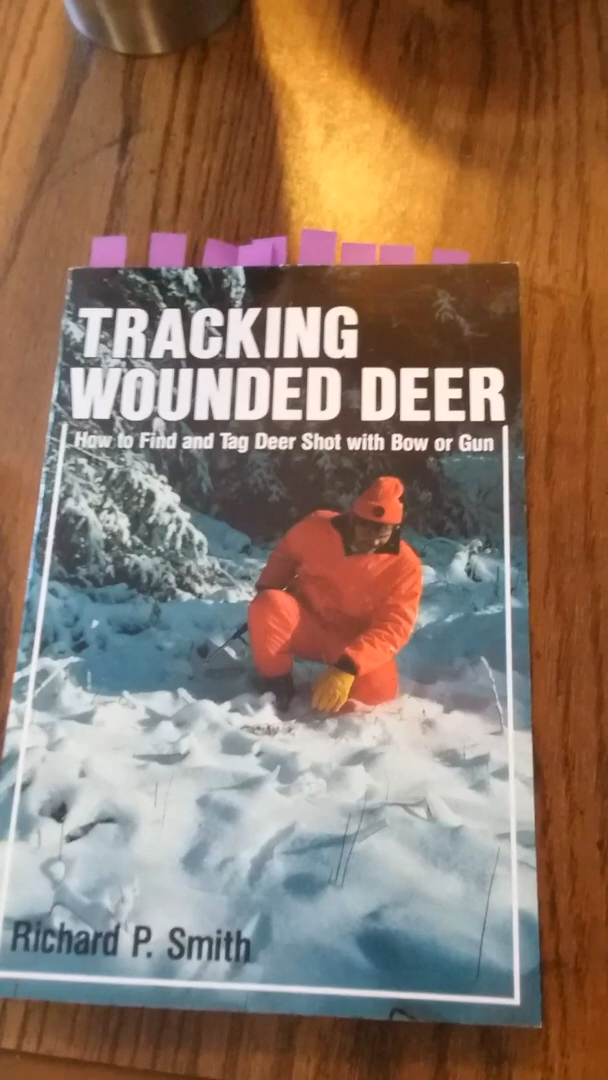 TRACKING
WOUNDED DEER
How to Find and Tag Deer Shot with Bow or Gun
Richard P. Smith